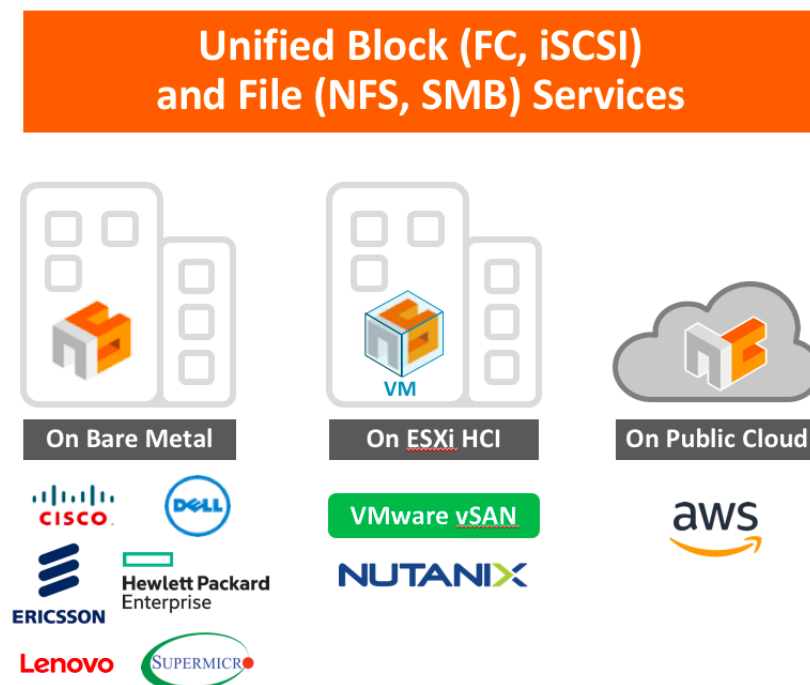 Unified Block (FC, iSCSI)
and File (NFS, SMB) Services
VM
On Bare Metal
On ESXi HCI
On Public Cloud
CISCO
DELL
VMware vSAN
aws
ERICSSON
Hewlett Packard
Enterprise
NUTANIX
Lenovo
SUPERMICR